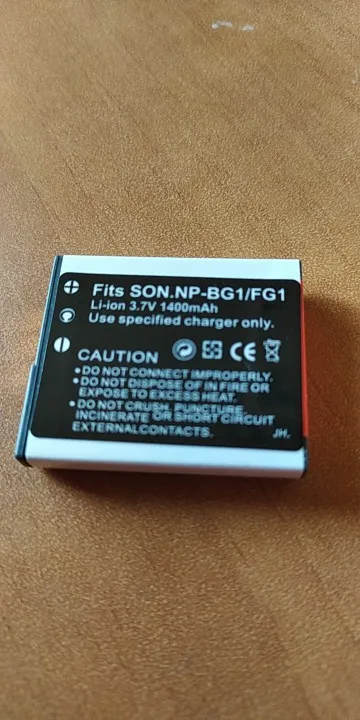 Fits SON.NP-BG1/FG1
Li-ion 3.7V 1400mAh
Use specified charger only.
CAUTION CE
• DO NOT CONNECT IMPROPERLY.
• DO NOT DISPOSE OF IN FIRE OR
EXPOSE TO EXCESS HEAT.
• DO NOT CRUSH, PUNCTURE,
INCINERATE OR SHORT CIRCUIT
EXTERNAL CONTACTS.
JH.